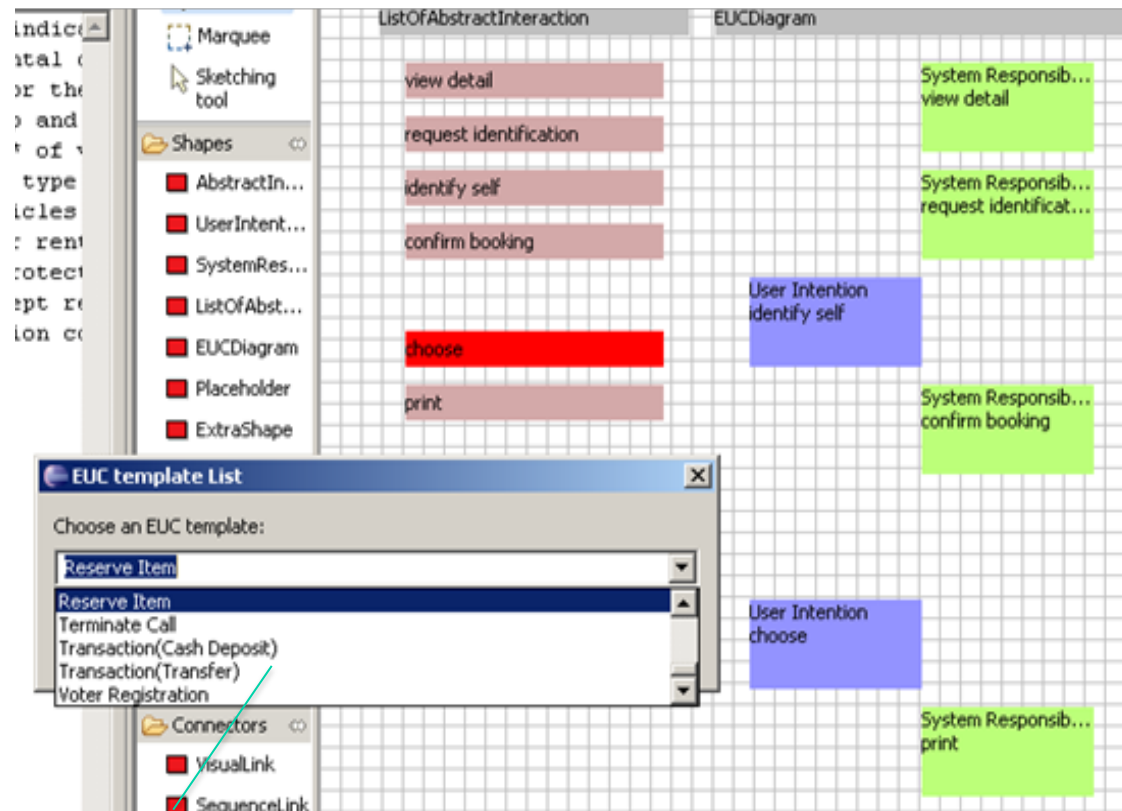 indica
ntal
or the
and
of
type
icles
rent
rotect
ept re
ion co
Marquee
Sketching
tool
Shapes
AbstractIn...
UserIntent...
SystemRes...
ListOfAbst...
EUCDiagram
Placeholder
ExtraShape
ListOfAbstractInteraction
view detail
request identification
identify self
confirm booking
choose
print
EUCDiagram
System Responsib...
view detail
System Responsib...
request identificat...
User Intention
identify self
System Responsib...
confirm booking
User Intention
choose
System Responsib...
print
EUC template List
Choose an EUC template:
Reserve Item
Reserve Item
Terminate Call
Transaction(Cash Deposit)
Transaction(Transfer)
Voter Registration
Connectors
VisualLink
SequenceLink